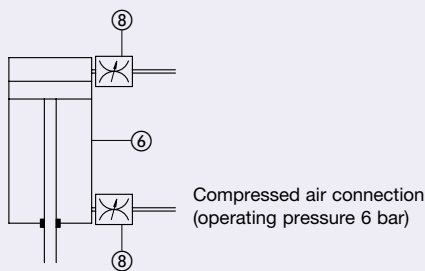 ⑧
⑥
Compressed air connection
(operating pressure 6 bar)
⑧